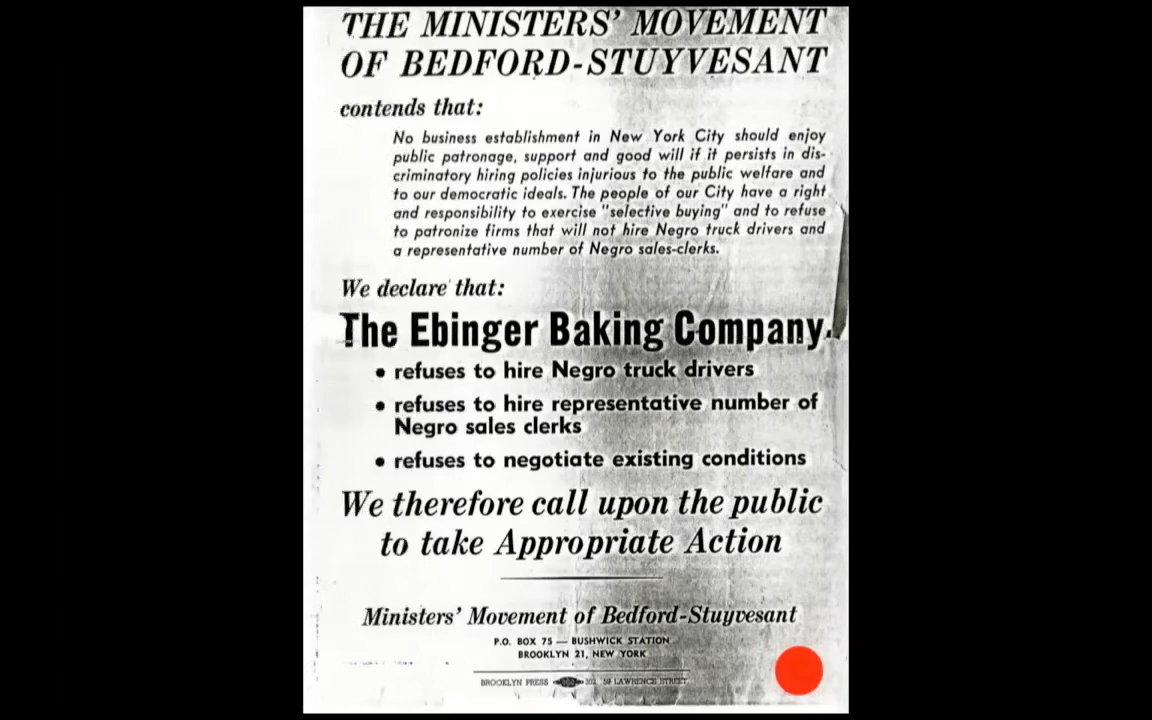 THE MINISTERS' MOVEMENT
OF BEDFORD-STUYVESANT
contends that:
No business establishment in New York City should enjoy
public patronage, support and good will if it persists in dis-
criminatory hiring policies injurious to the public welfare and
to our democratic ideals. The people of our City have a right
and responsibility to exercise "selective buying" and to refuse
to patronize firms that will not hire Negro truck drivers and
a representative number of Negro sales-clerks.
We declare that:
The Ebinger Baking Company
• refuses to hire Negro truck drivers
• refuses to hire representative number of
Negro sales clerks
• refuses to negotiate existing conditions
We therefore call upon the public
to take Appropriate Action
Ministers' Movement of Bedford-Stuyvesant
P.O. BOX 75 — BUSHWICK STATION
BROOKLYN 21, NEW YORK
BROOKLYN PRESS 302 59 LAWRENCE STREET